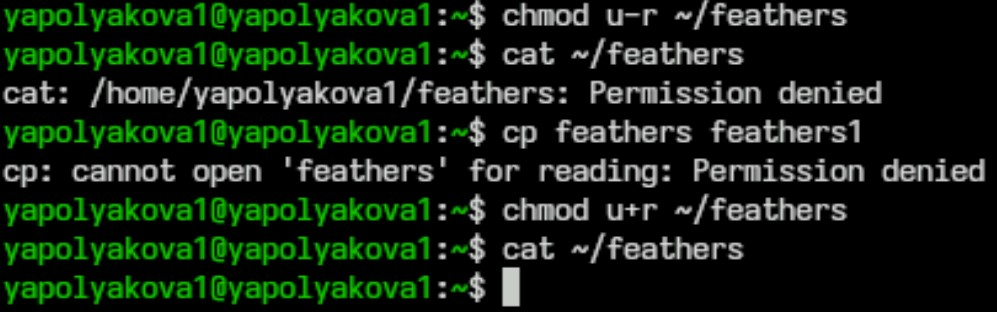 yapolyakova1@yapolyakova1:~$ chmod u-r ~/feathers
yapolyakova1@yapolyakova1:~$ cat ~/feathers
cat: /home/yapolyakova1/feathers: Permission denied
yapolyakova1@yapolyakova1:~$ cp feathers feathers1
cp: cannot open 'feathers' for reading: Permission denied
yapolyakova1@yapolyakova1:~$ chmod u+r ~/feathers
yapolyakova1@yapolyakova1:~$ cat ~/feathers
yapolyakova1@yapolyakova1:~$